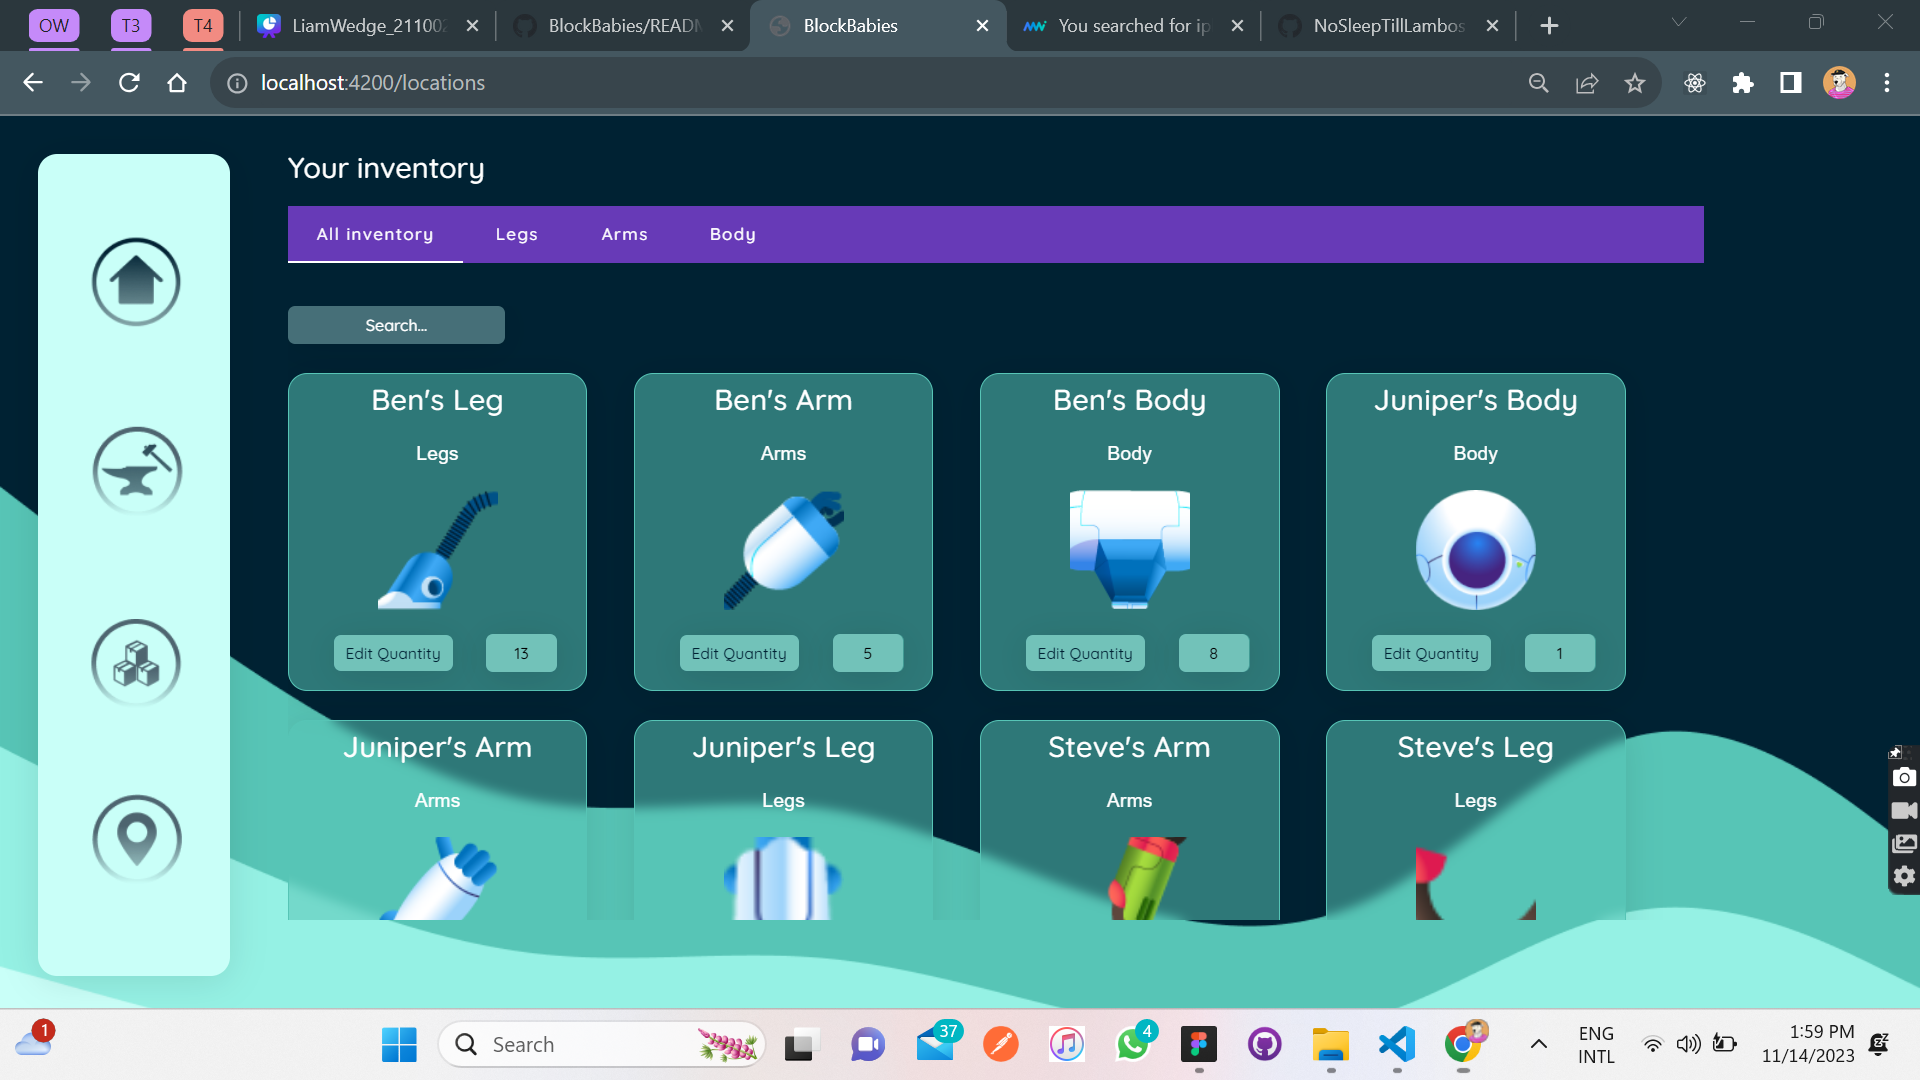 OW
T3
T4
LiamWedge_21100
BlockBabies/READM
BlockBabies
You searched for ip
NoSleepTillLambos
localhost:4200/locations
Your inventory
All inventory
Legs
Arms
Body
Search...
Ben's Leg
Ben's Arm
Ben's Body
Juniper's Body
Legs
Arms
Body
Body
Edit Quantity
13
Edit Quantity
5
Edit Quantity
8
Edit Quantity
1
Juniper's Arm
Juniper's Leg
Steve's Arm
Steve's Leg
Arms
Legs
Arms
Legs
1
Search
37
4
ENG
INTL
1:59 PM
11/14/2023